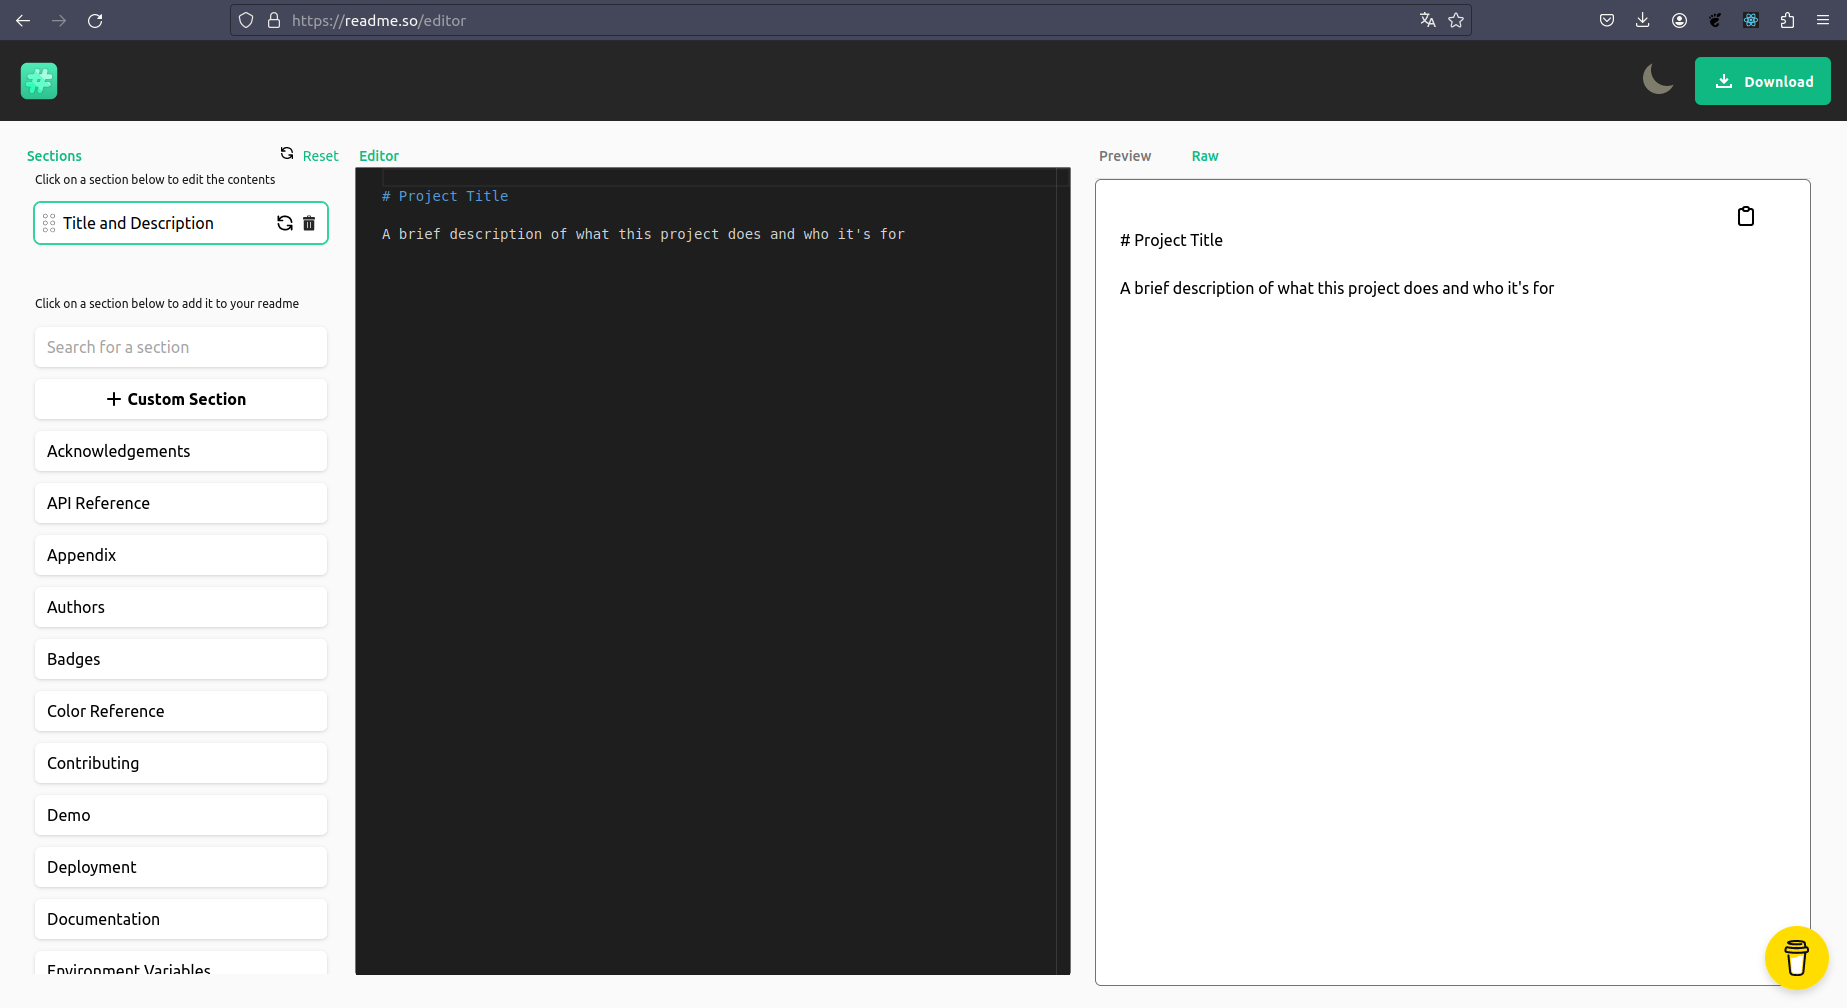 https://readme.so/editor
#
Download
Sections
Reset
Click on a section below to edit the contents
Title and Description
Click on a section below to add it to your readme
Search for a section
+ Custom Section
Acknowledgements
API Reference
Appendix
Authors
Badges
Color Reference
Contributing
Demo
Deployment
Documentation
Environment Variables
Editor
# Project Title
A brief description of what this project does and who it's for
Preview
Raw
# Project Title
A brief description of what this project does and who it's for